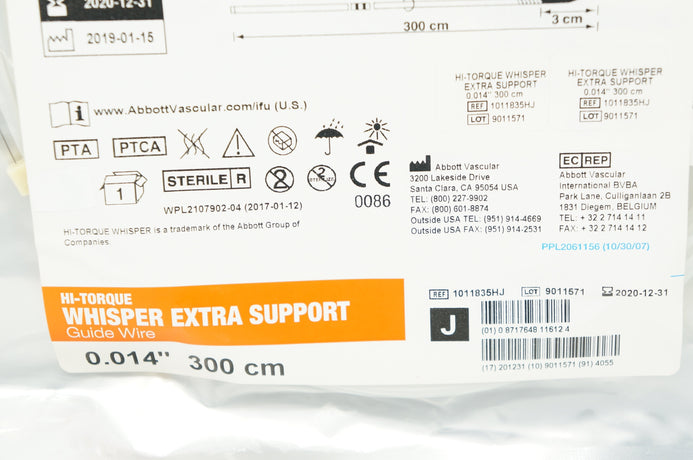 2020-12-31
2019-01-15
300 cm
3 cm
HI-TORQUE WHISPER
EXTRA SUPPORT
0.014" 300 cm
REF 1011835HJ
LOT 9011571
HI-TORQUE WHISPER
EXTRA SUPPORT
0.014" 300 cm
REF 1011835HJ
LOT 9011571
i www.AbbottVascular.com/ifu (U.S.)
PTA PTCA
1 STERILE R 2 2 STERILIZE CE
0086
WPL2107902-04 (2017-01-12)
HI-TORQUE WHISPER is a trademark of the Abbott Group of
Companies.
Abbott Vascular
3200 Lakeside Drive
Santa Clara, CA 95054 USA
TEL: (800) 227-9902
FAX: (800) 601-8874
Outside USA TEL: (951) 914-4669
Outside USA FAX: (951) 914-2531
EC REP
Abbott Vascular
International BVBA
Park Lane, Culliganlaan 2B
1831 Diegem, BELGIUM
TEL: + 32 2 714 14 11
FAX: + 32 2 714 14 12
PPL2061156 (10/30/07)
HI-TORQUE
WHISPER EXTRA SUPPORT
Guide Wire
0.014" 300 cm
REF 1011835HJ LOT 9011571 2020-12-31
J
(01) 0 8717648 11612 4
(17) 201231 (10) 9011571 (91) 4055